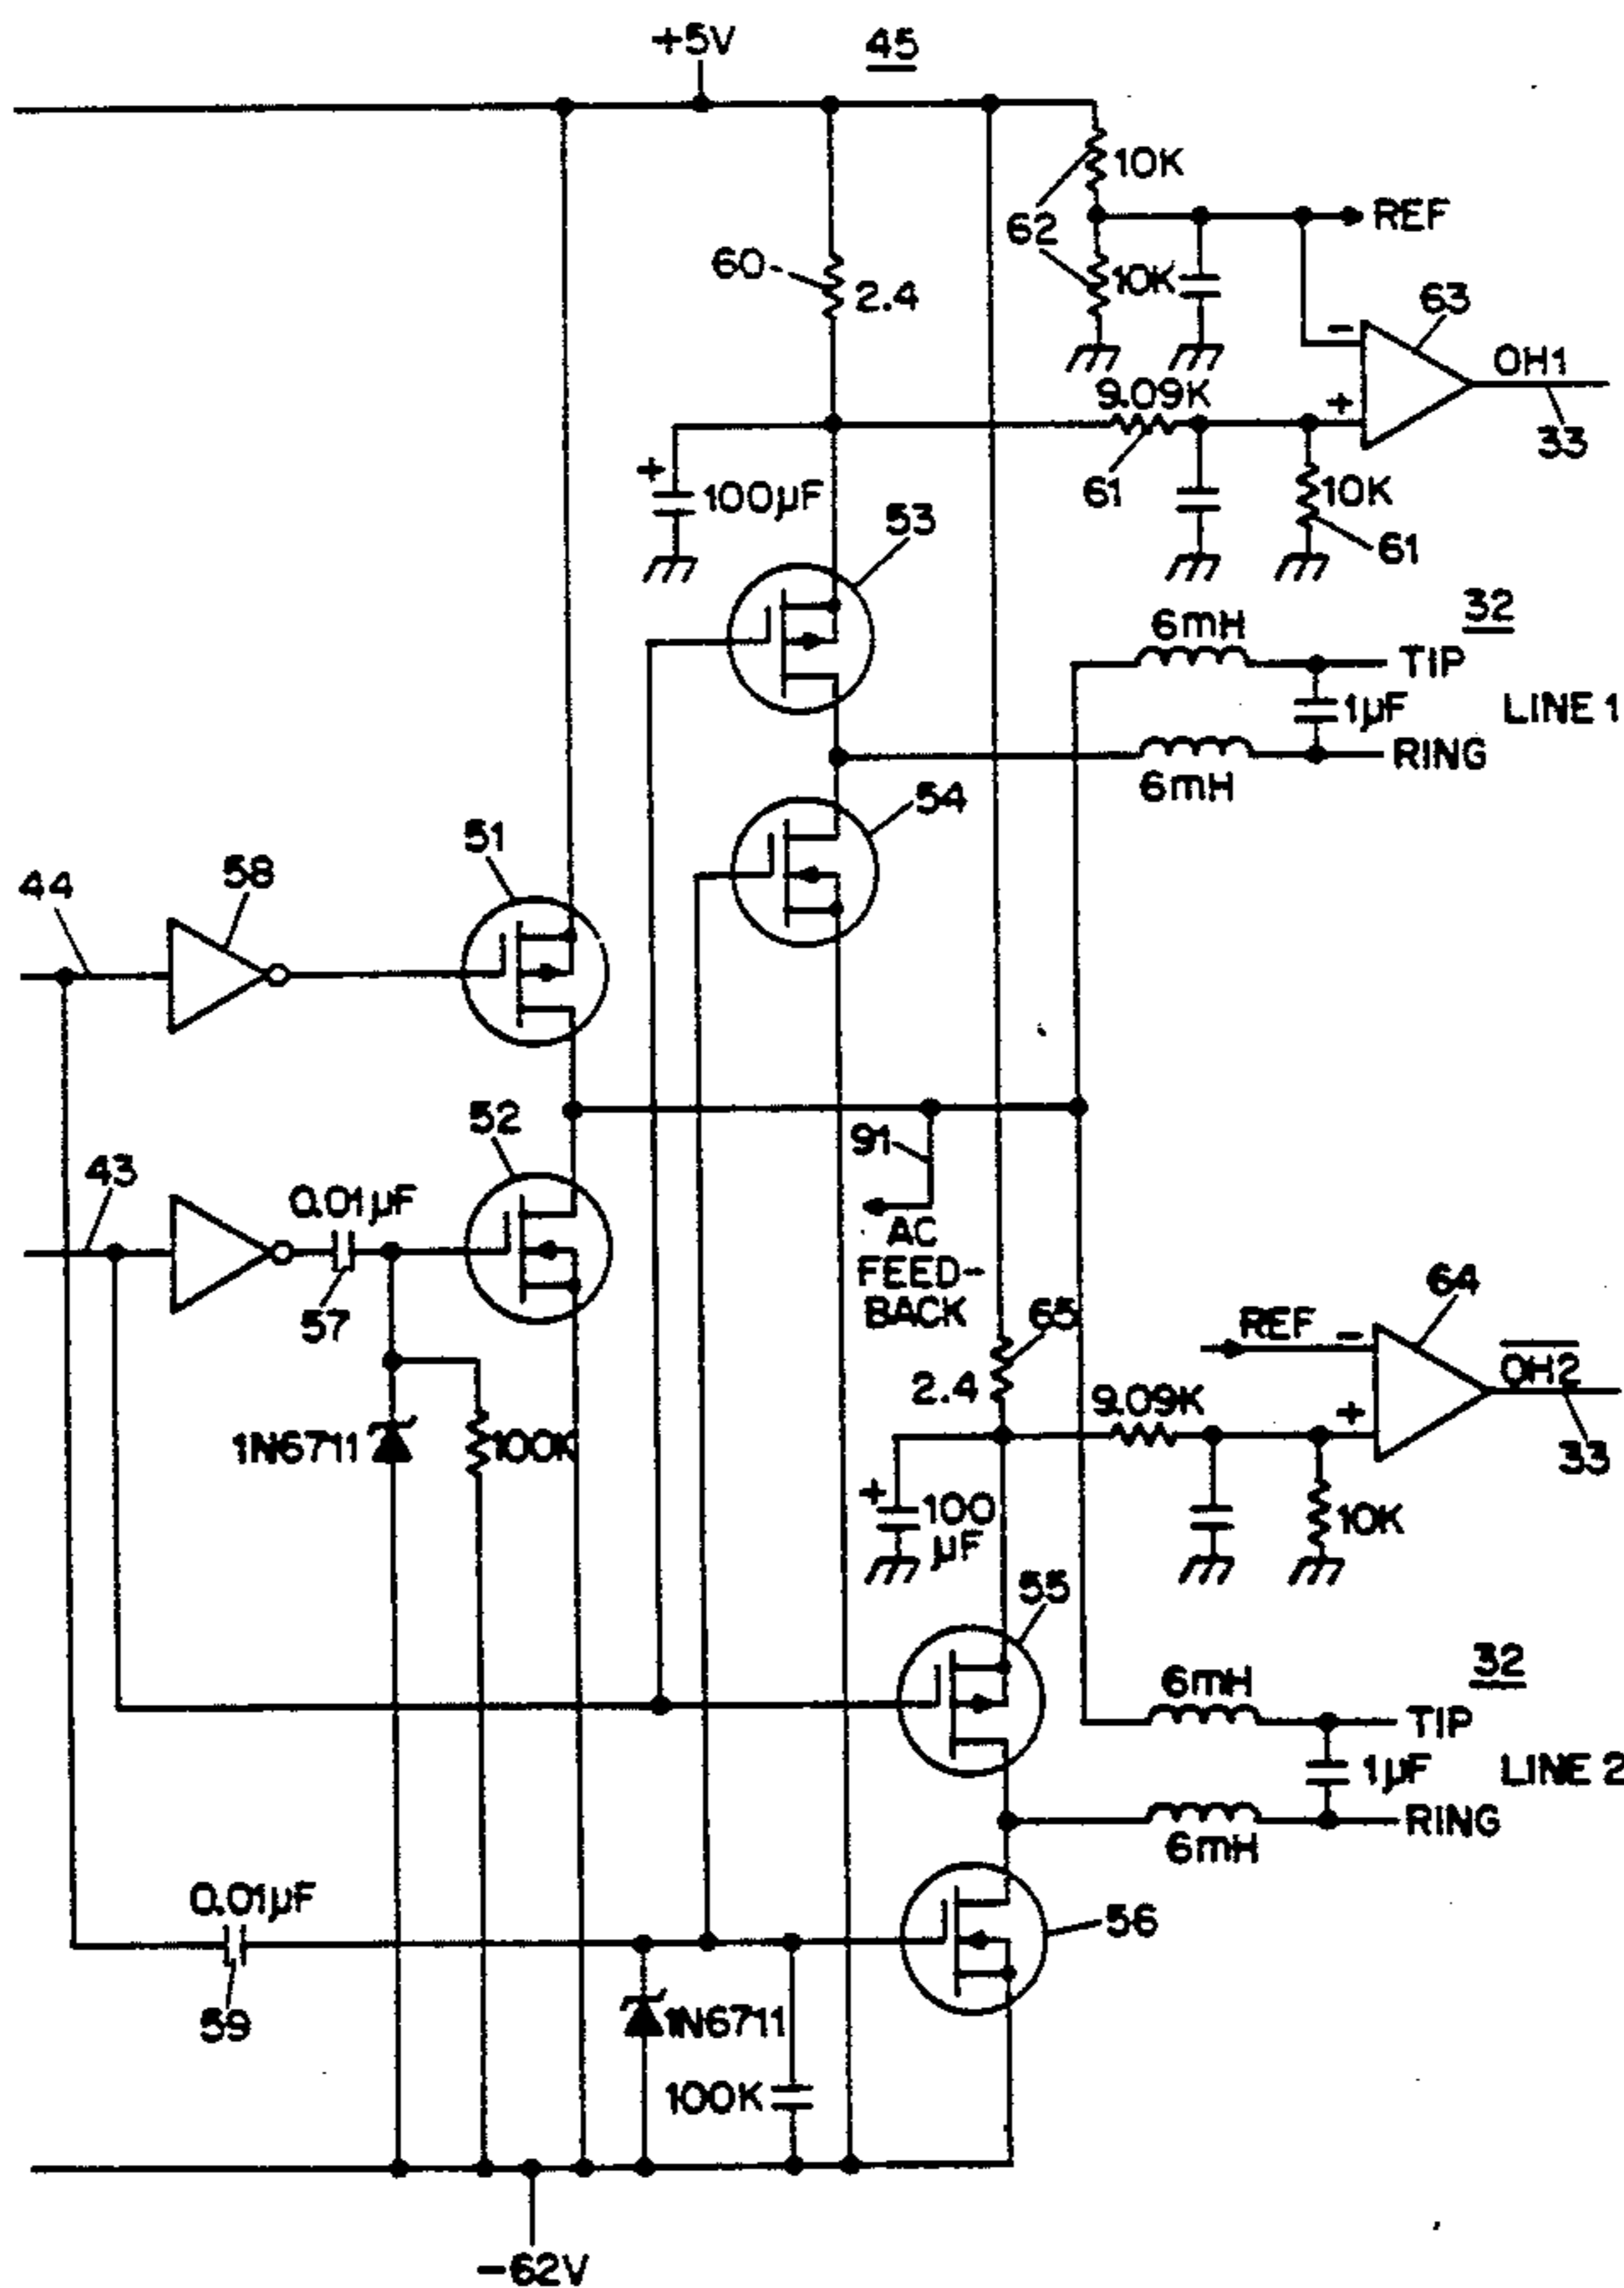 +5V
45
10K
62
REF
60
2.4
10K
63
-
OH1
9.09K
+
33
+
100µF
61
10K
53
61
32
6mH
TIP
1µF
LINE 1
RING
6mH
54
51
58
44
52
91
43
0.01µF
AC
FEED-
BACK
57
65
64
REF
-
OH2
2.4
9.09K
+
1N6711
100K
33
+
100
µF
10K
55
32
6mH
TIP
1µF
LINE 2
RING
6mH
0.01µF
56
59
1N6711
100K
-62V